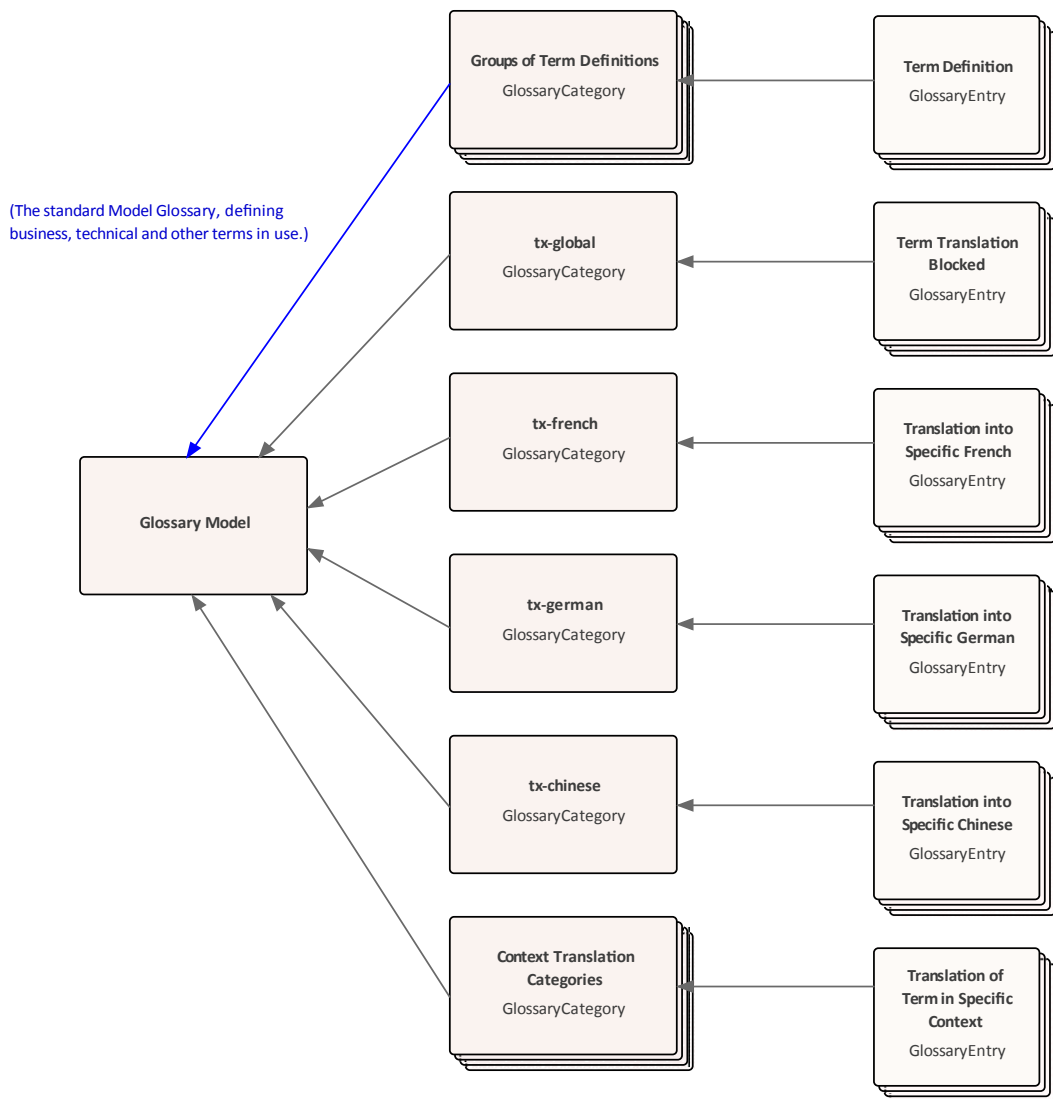 Groups of Term Definitions
GlossaryCategory
Term Definition
GlossaryEntry
(The standard Model Glossary, defining
business, technical and other terms in use.)
tx-global
GlossaryCategory
Term Translation
Blocked
GlossaryEntry
tx-french
GlossaryCategory
Translation into
Specific French
GlossaryEntry
Glossary Model
tx-german
GlossaryCategory
Translation into
Specific German
GlossaryEntry
tx-chinese
GlossaryCategory
Translation into
Specific Chinese
GlossaryEntry
Context Translation
Categories
GlossaryCategory
Translation of
Term in Specific
Context
GlossaryEntry